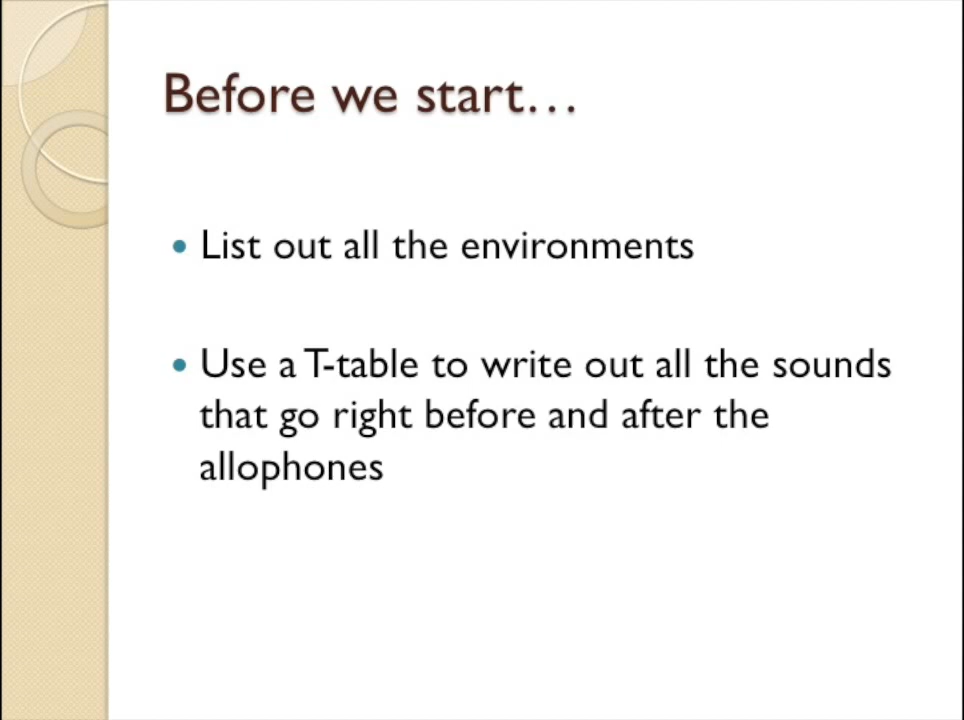 Before we start…
• List out all the environments
• Use a T-table to write out all the sounds
that go right before and after the
allophones